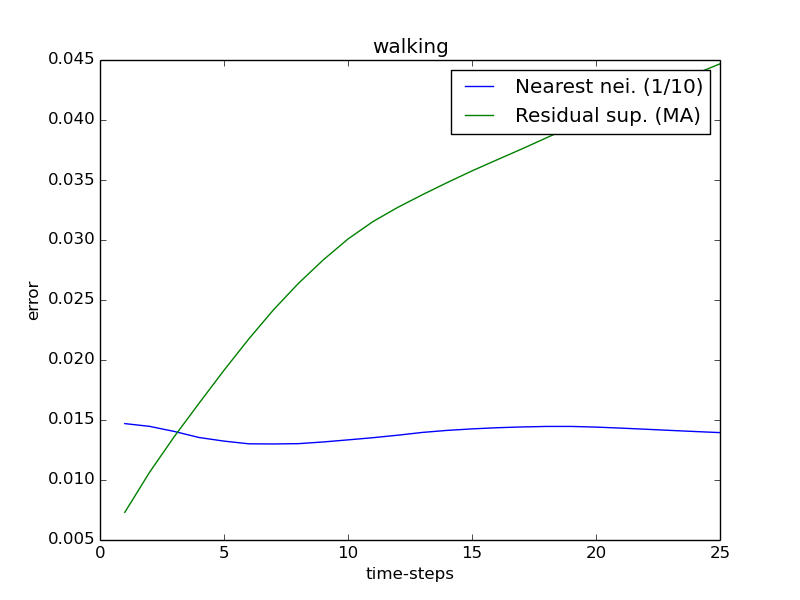 walking
0.045
0.040
0.035
0.030
0.025
0.020
0.015
0.010
0.005
error
Nearest nei. (1/10)
Residual sup. (MA)
0 5 10 15 20 25
time-steps